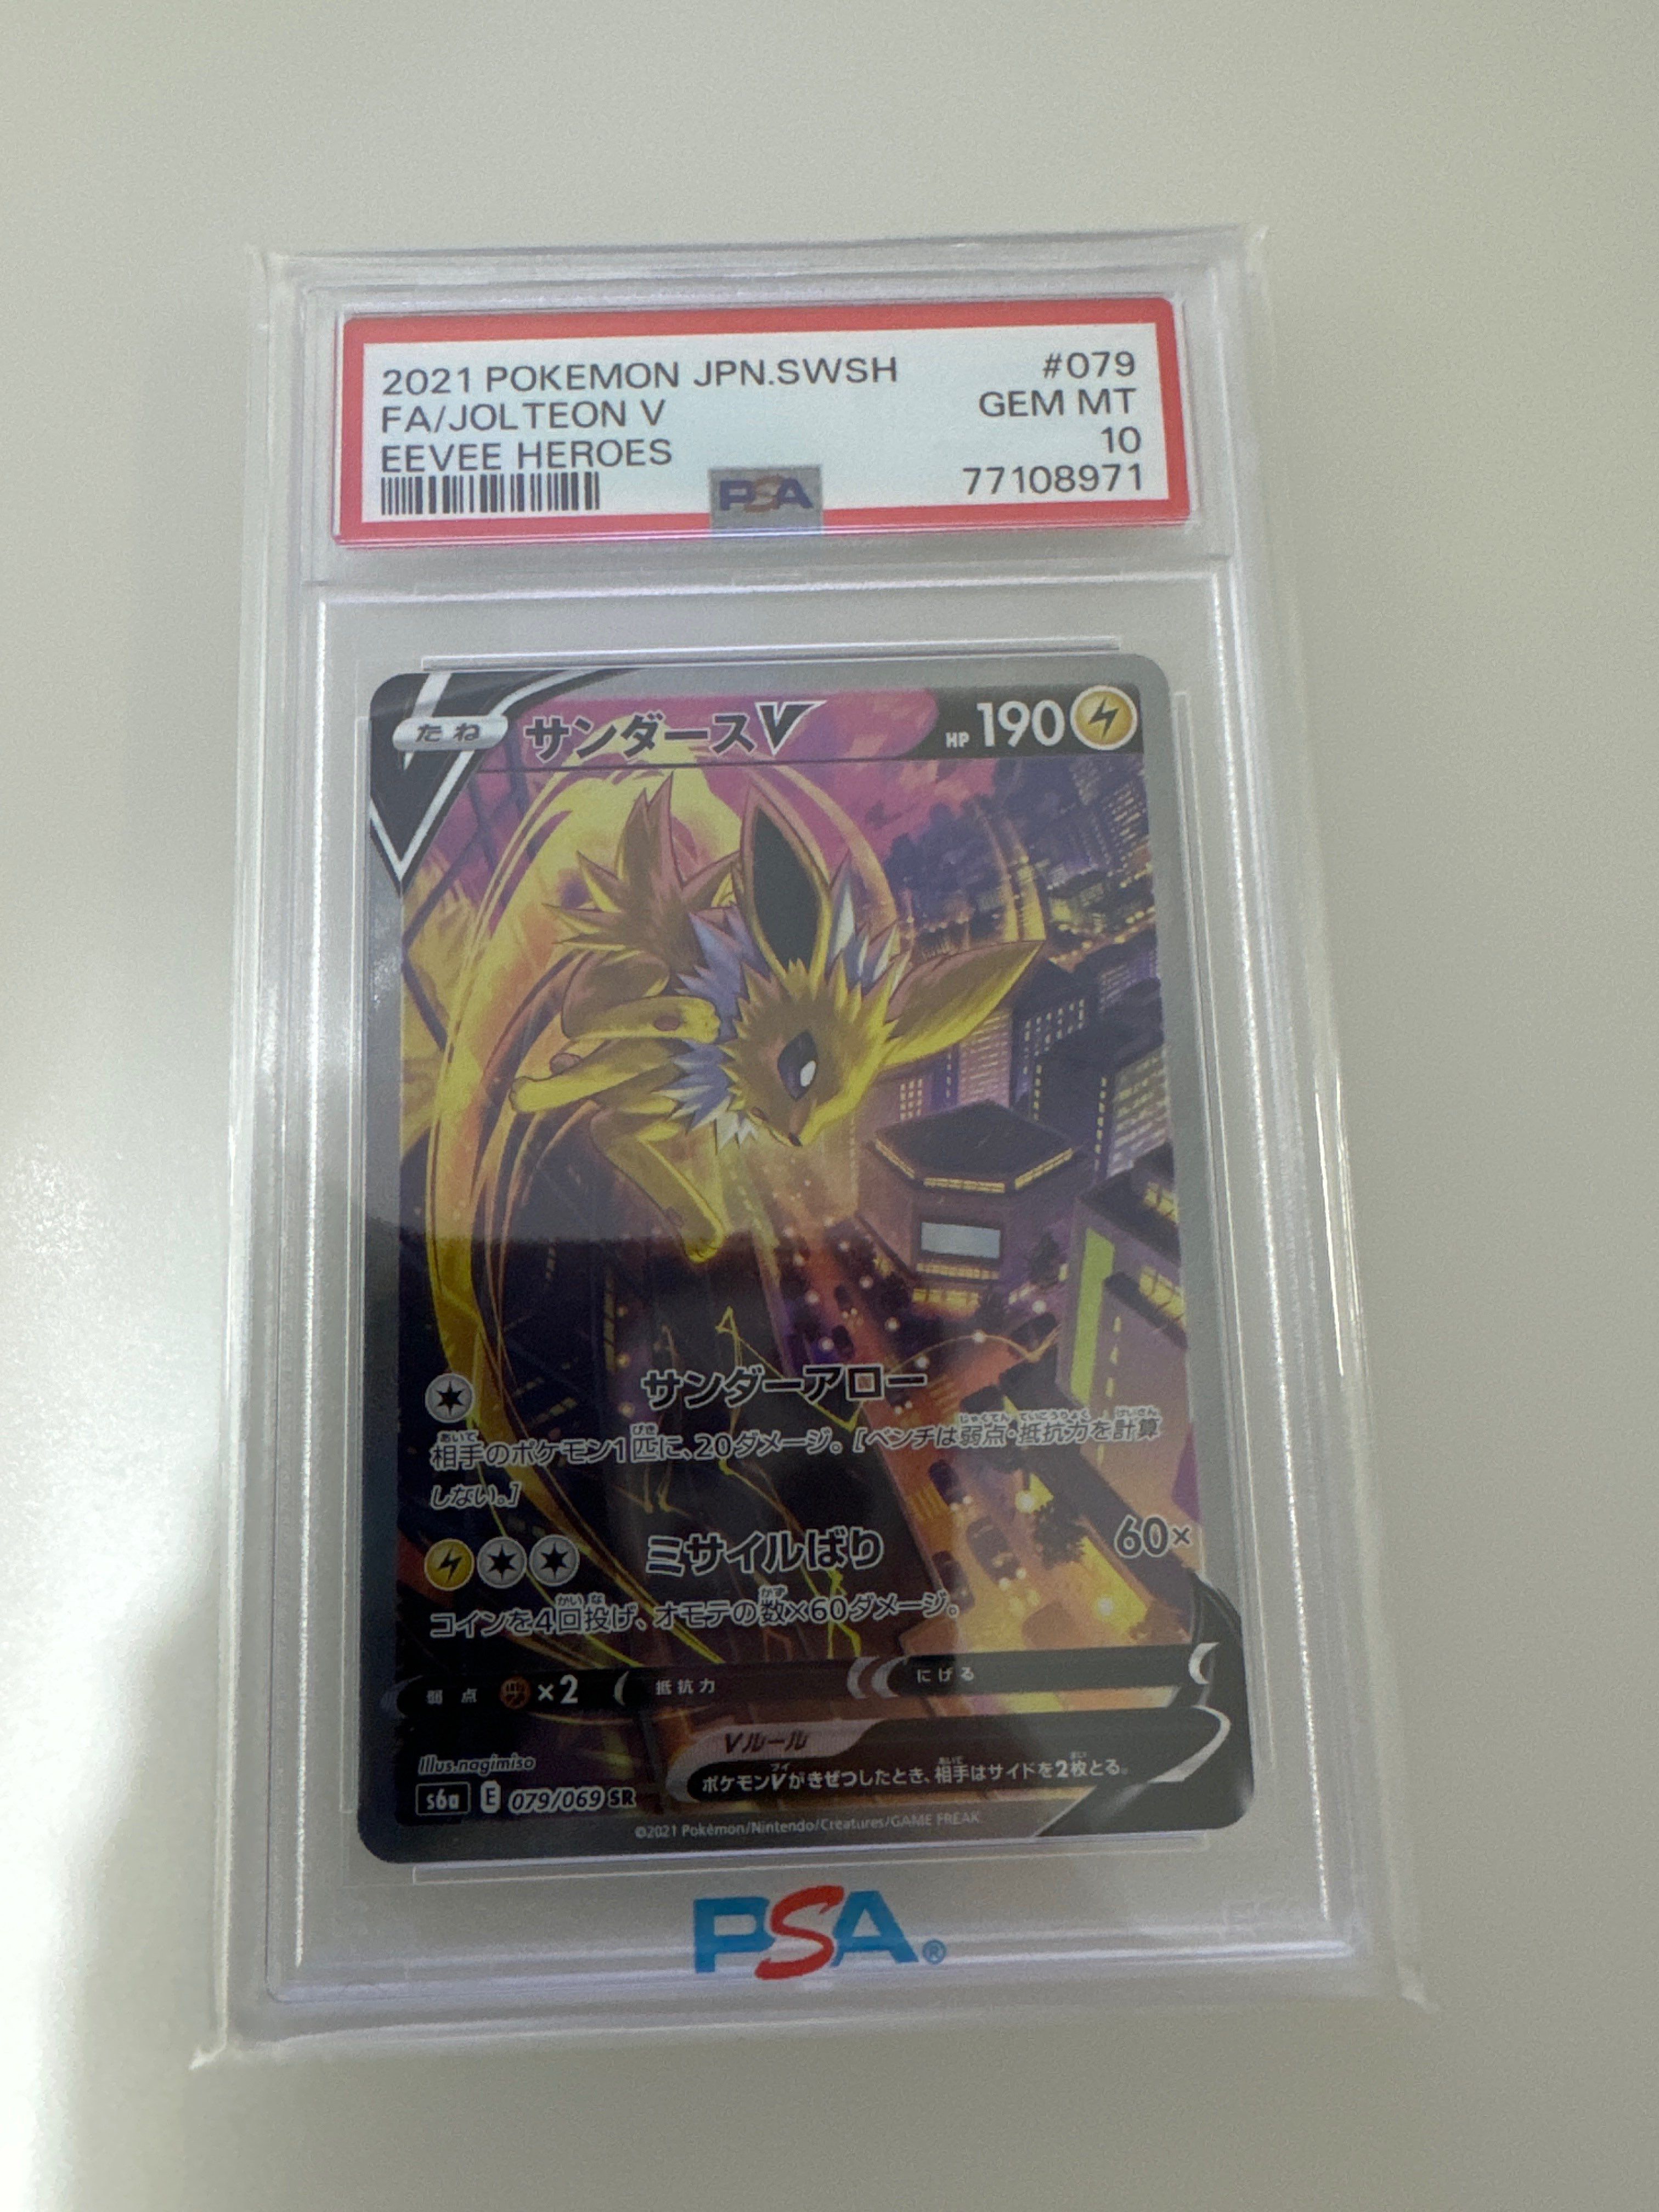 2021 POKEMON JPN.SWSH #079
FA/JOLTEON V GEM MT
EEVEE HEROES 10
77108971
PSA
たね サンダースV HP 190
サンダーアロー
相手のポケモン1匹に、20ダメージ。[ベンチは弱点・抵抗力を計算
しない。]
ミサイルばり 60×
コインを4回投げ、オモテの数×60ダメージ。
弱点 ×2 抵抗力 にげる
Vルール
ポケモンVがきぜつしたとき、相手はサイドを2枚とる。
Illus.nagimiso
s6a E 079/069 SR
©2021 Pokémon/Nintendo/Creatures/GAME FREAK
PSA®